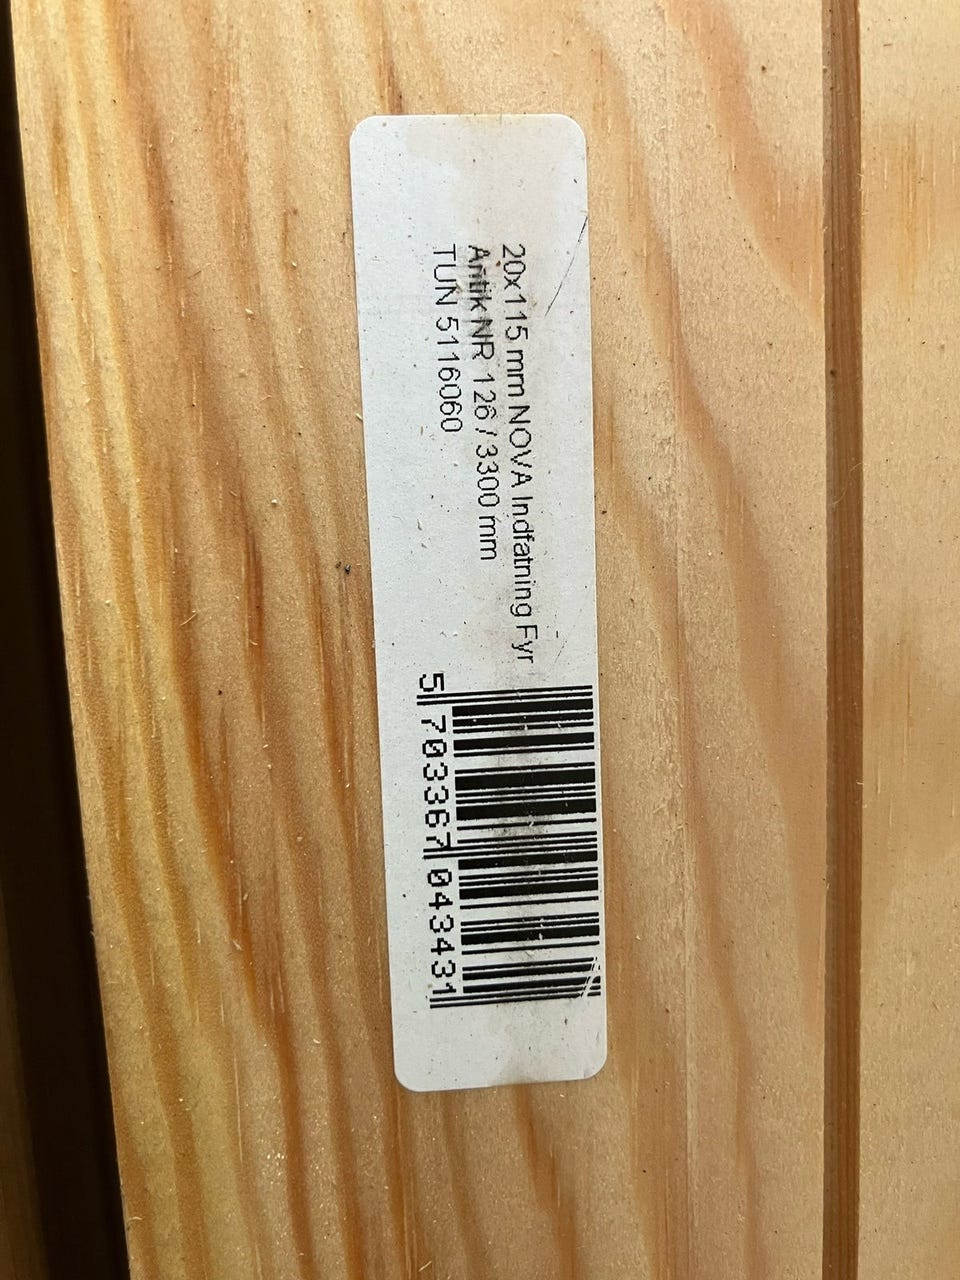 20x115 mm NOVA Indfatning Fyr
Antik NR 126 / 3300 mm
TUN 5116060
5 703367 043431